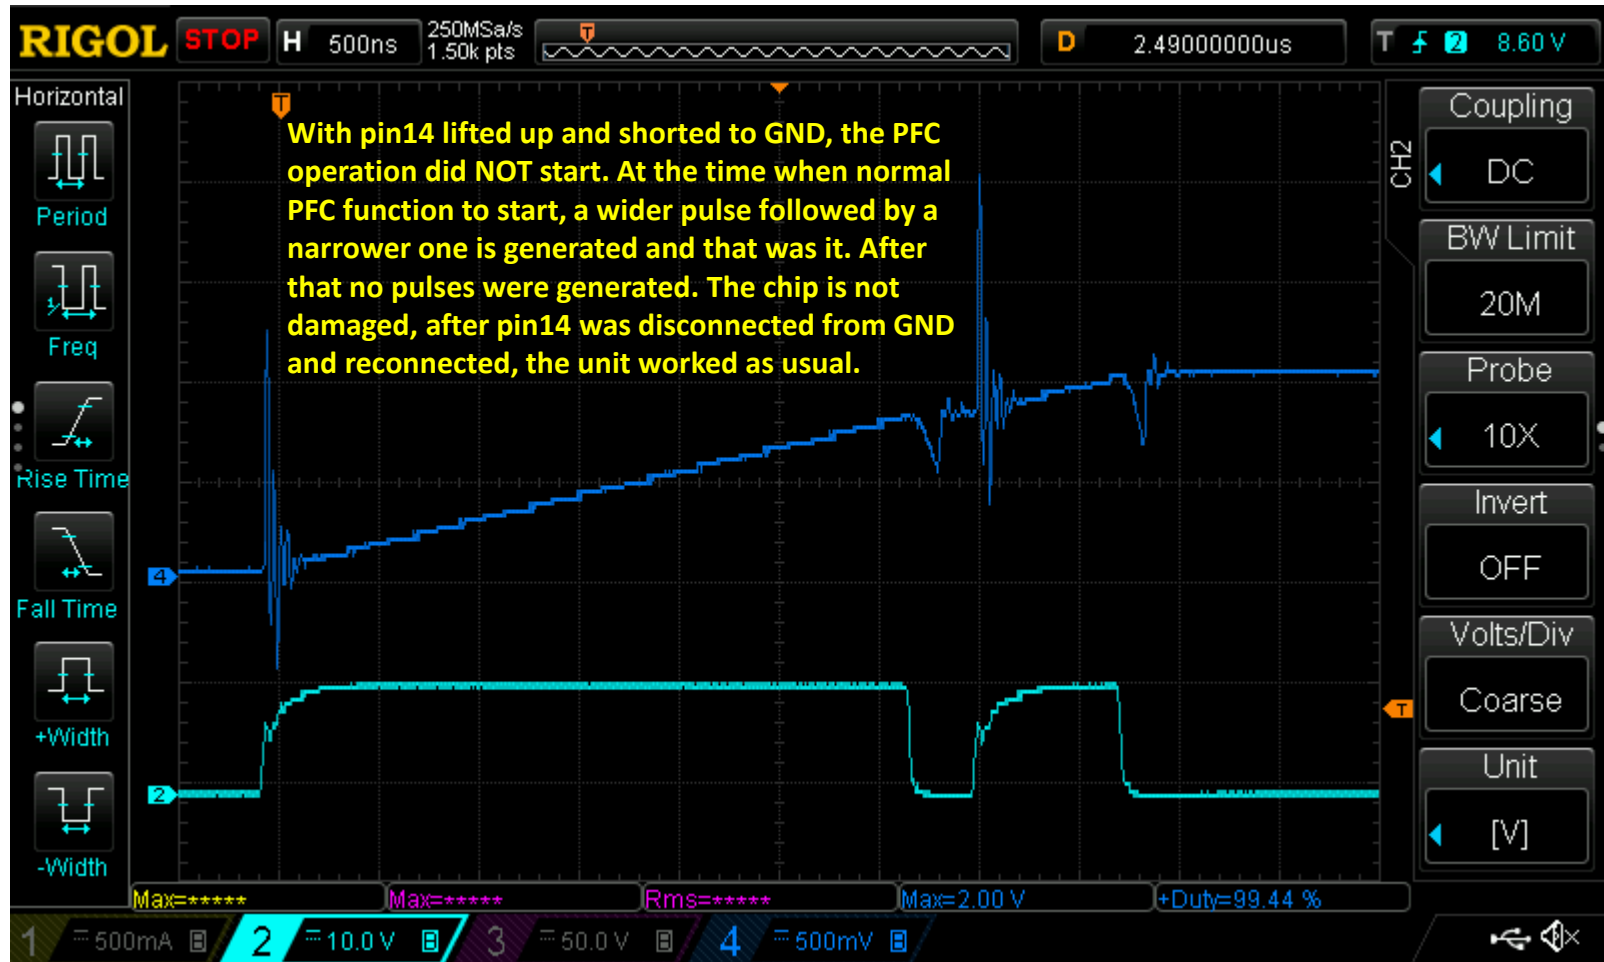 RIGOL STOP H 500ns 250MSa/s 1.50k pts T D 2.49000000us T 2 8.60 V
Horizontal
Period
Freq
Rise Time
Fall Time
+Width
-Width
T
With pin14 lifted up and shorted to GND, the PFC
operation did NOT start. At the time when normal
PFC function to start, a wider pulse followed by a
narrower one is generated and that was it. After
that no pulses were generated. The chip is not
damaged, after pin14 was disconnected from GND
and reconnected, the unit worked as usual.
4
2
T
CH2
Coupling
DC
BW Limit
20M
Probe
10X
Invert
OFF
Volts/Div
Coarse
Unit
[V]
Max=***** Max=***** Rms=***** Max=2.00 V +Duty=99.44 %
1 500mA B 2 10.0 V B 3 50.0 V B 4 500mV B